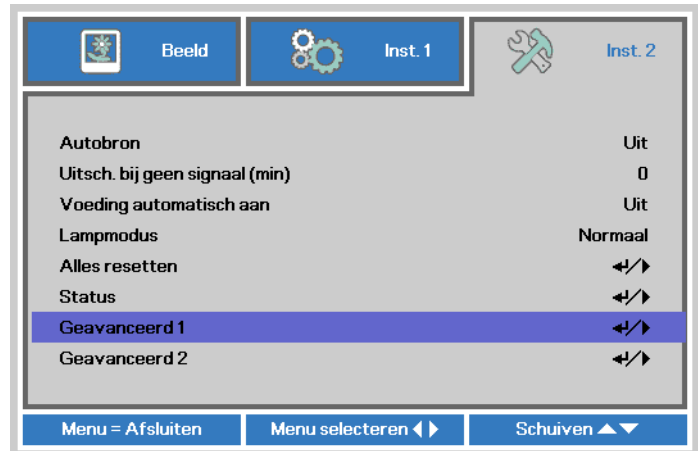 Beeld Inst. 1 Inst. 2
Autobron Uit
Uitsch. bij geen signaal (min) 0
Voeding automatisch aan Uit
Lampmodus Normaal
Alles resetten
Status
Geavanceerd 1
Geavanceerd 2
Menu = Afsluiten Menu selecteren Schuiven